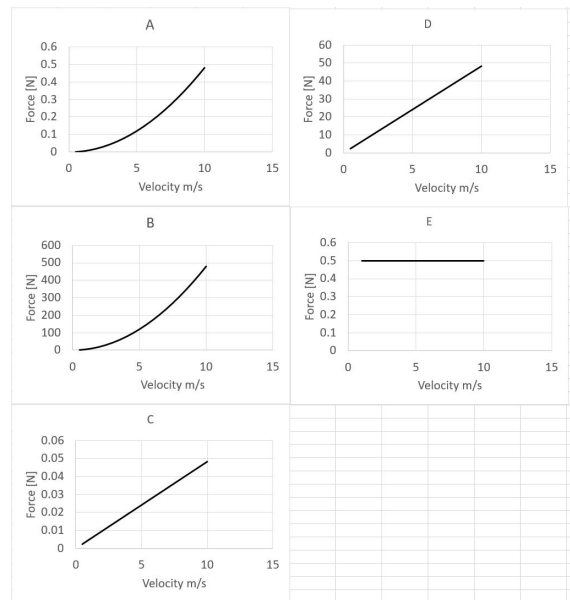 A
0.6
0.5
0.4
0.3
0.2
0.1
0
Force [N]
0 5 10 15
Velocity m/s
D
60
50
40
30
20
10
0
Force [N]
0 5 10 15
Velocity m/s
B
600
500
400
300
200
100
0
Force [N]
0 5 10 15
Velocity m/s
E
0.6
0.5
0.4
0.3
0.2
0.1
0
Force [N]
0 5 10 15
Velocity m/s
C
0.06
0.05
0.04
0.03
0.02
0.01
0
Force [N]
0 5 10 15
Velocity m/s